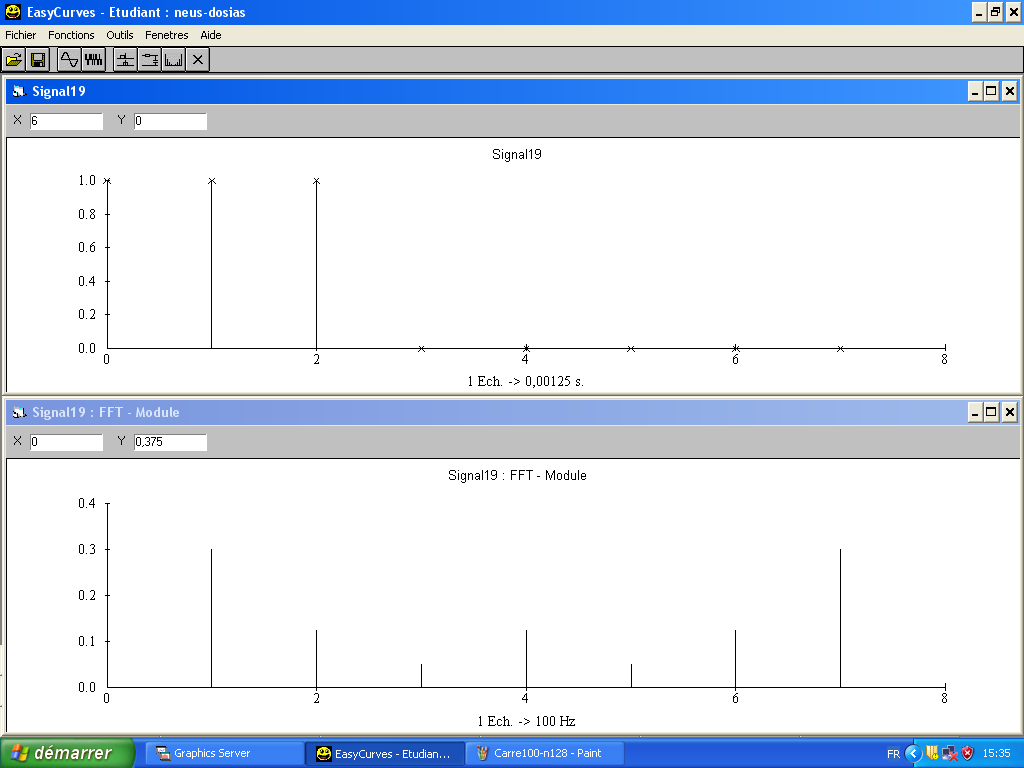 EasyCurves - Etudiant : neus-dosias
Fichier Fonctions Outils Fenetres Aide
Signal19
X 6 Y 0
Signal19
1.0
0.8
0.6
0.4
0.2
0.0
0 2 4 6 8
1 Ech. -> 0,00125 s.
Signal19 : FFT - Module
X 0 Y 0,375
Signal19 : FFT - Module
0.4
0.3
0.2
0.1
0.0
0 2 4 6 8
1 Ech. -> 100 Hz
démarrer Graphics Server EasyCurves - Etudian... Carre100-n128 - Paint FR 15:35